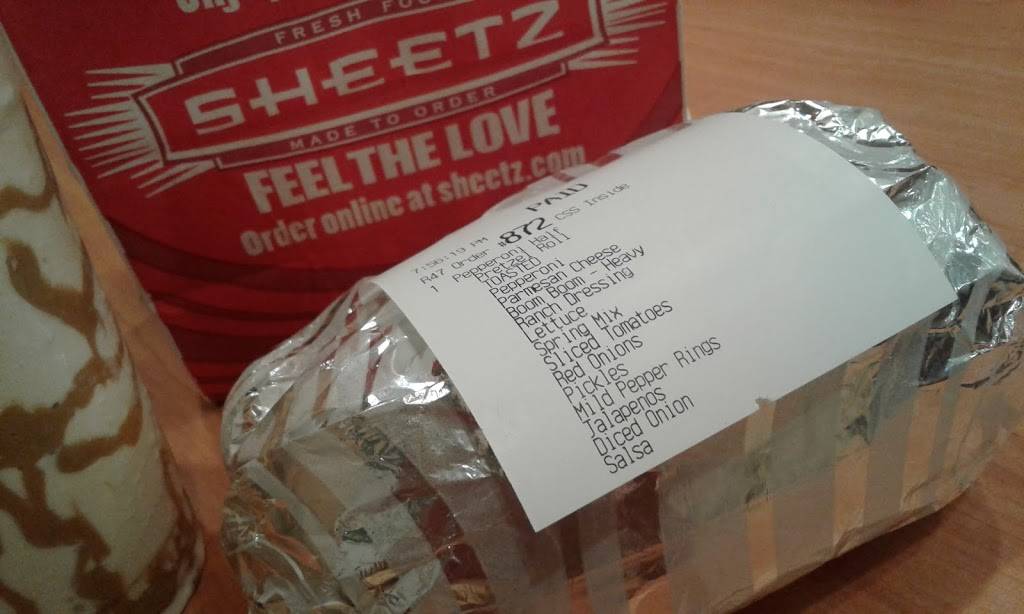 FRESH FOO
SHEETZ
MADE TO ORDER
FEEL THE LOVE
Order online at sheetz.com
PAID
7:56:19 PM
R47 Order #872 CSS Inside
1 Pepperoni Half
Pretzel Roll
TOASTED
Pepperoni
Parmesan Cheese
Boom Boom - Heavy
Ranch Dressing
Lettuce
Spring Mix
Sliced Tomatoes
Red Onions
Pickles
Mild Pepper Rings
Jalapenos
Diced Onion
Salsa